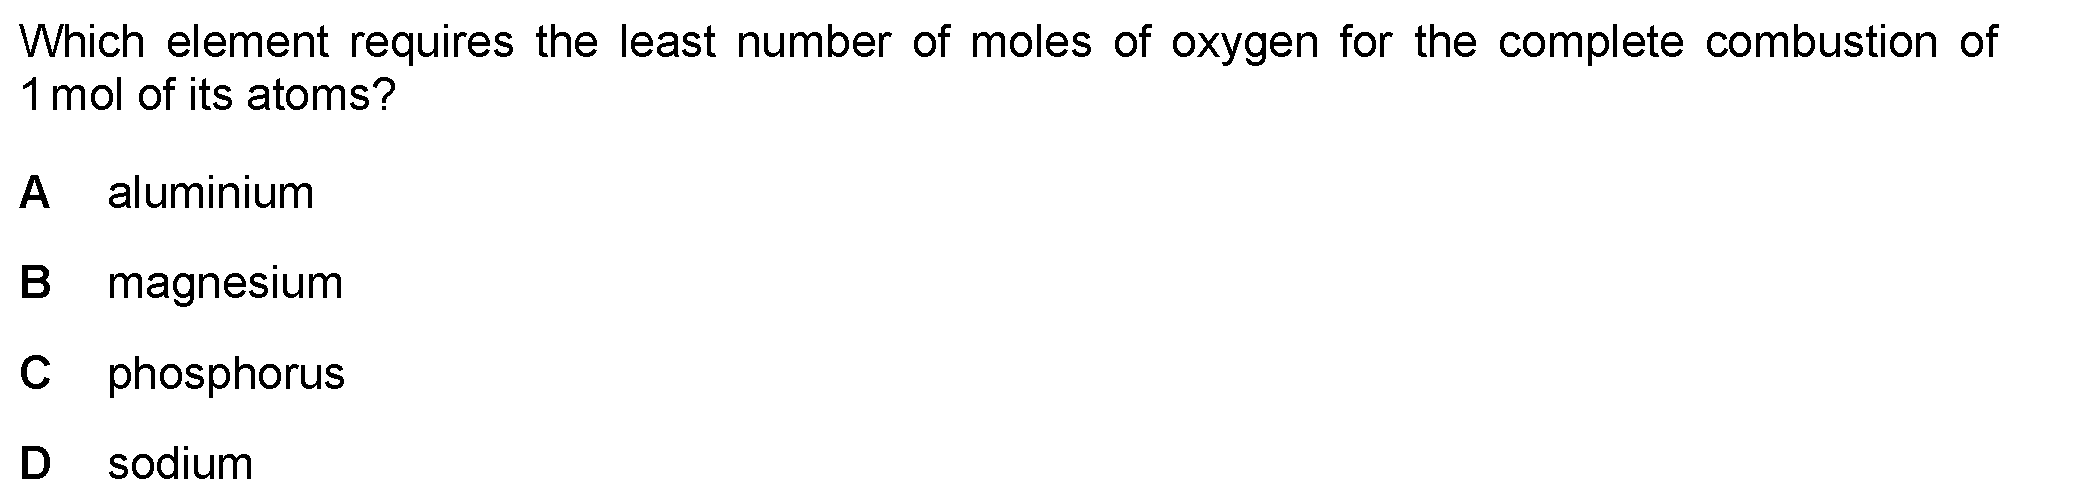 Which element requires the least number of moles of oxygen for the complete combustion of
1 mol of its atoms?
A aluminium
B magnesium
C phosphorus
D sodium